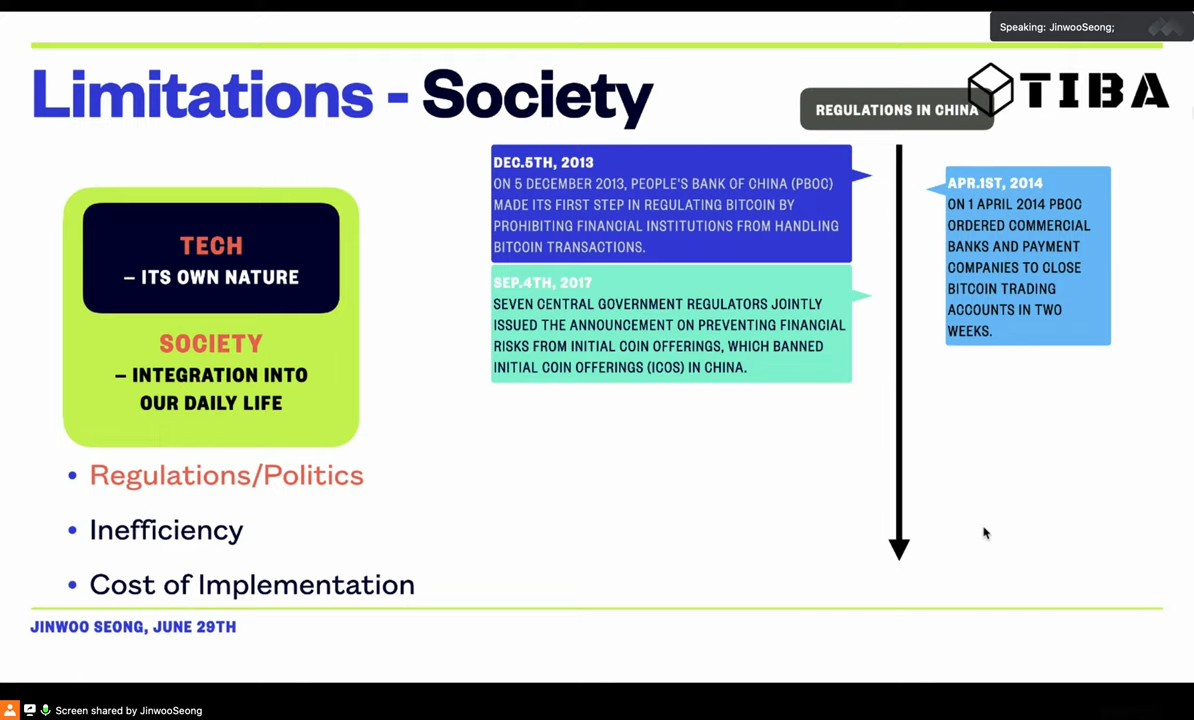 Speaking: JinwooSeong;
Limitations - Society
TIBA
REGULATIONS IN CHINA
TECH
– ITS OWN NATURE
SOCIETY
– INTEGRATION INTO
OUR DAILY LIFE
• Regulations/Politics
• Inefficiency
• Cost of Implementation
DEC.5TH, 2013
ON 5 DECEMBER 2013, PEOPLE'S BANK OF CHINA (PBOC)
MADE ITS FIRST STEP IN REGULATING BITCOIN BY
PROHIBITING FINANCIAL INSTITUTIONS FROM HANDLING
BITCOIN TRANSACTIONS.
SEP.4TH, 2017
SEVEN CENTRAL GOVERNMENT REGULATORS JOINTLY
ISSUED THE ANNOUNCEMENT ON PREVENTING FINANCIAL
RISKS FROM INITIAL COIN OFFERINGS, WHICH BANNED
INITIAL COIN OFFERINGS (ICOS) IN CHINA.
APR.1ST, 2014
ON 1 APRIL 2014 PBOC
ORDERED COMMERCIAL
BANKS AND PAYMENT
COMPANIES TO CLOSE
BITCOIN TRADING
ACCOUNTS IN TWO
WEEKS.
JINWOO SEONG, JUNE 29TH
Screen shared by JinwooSeong